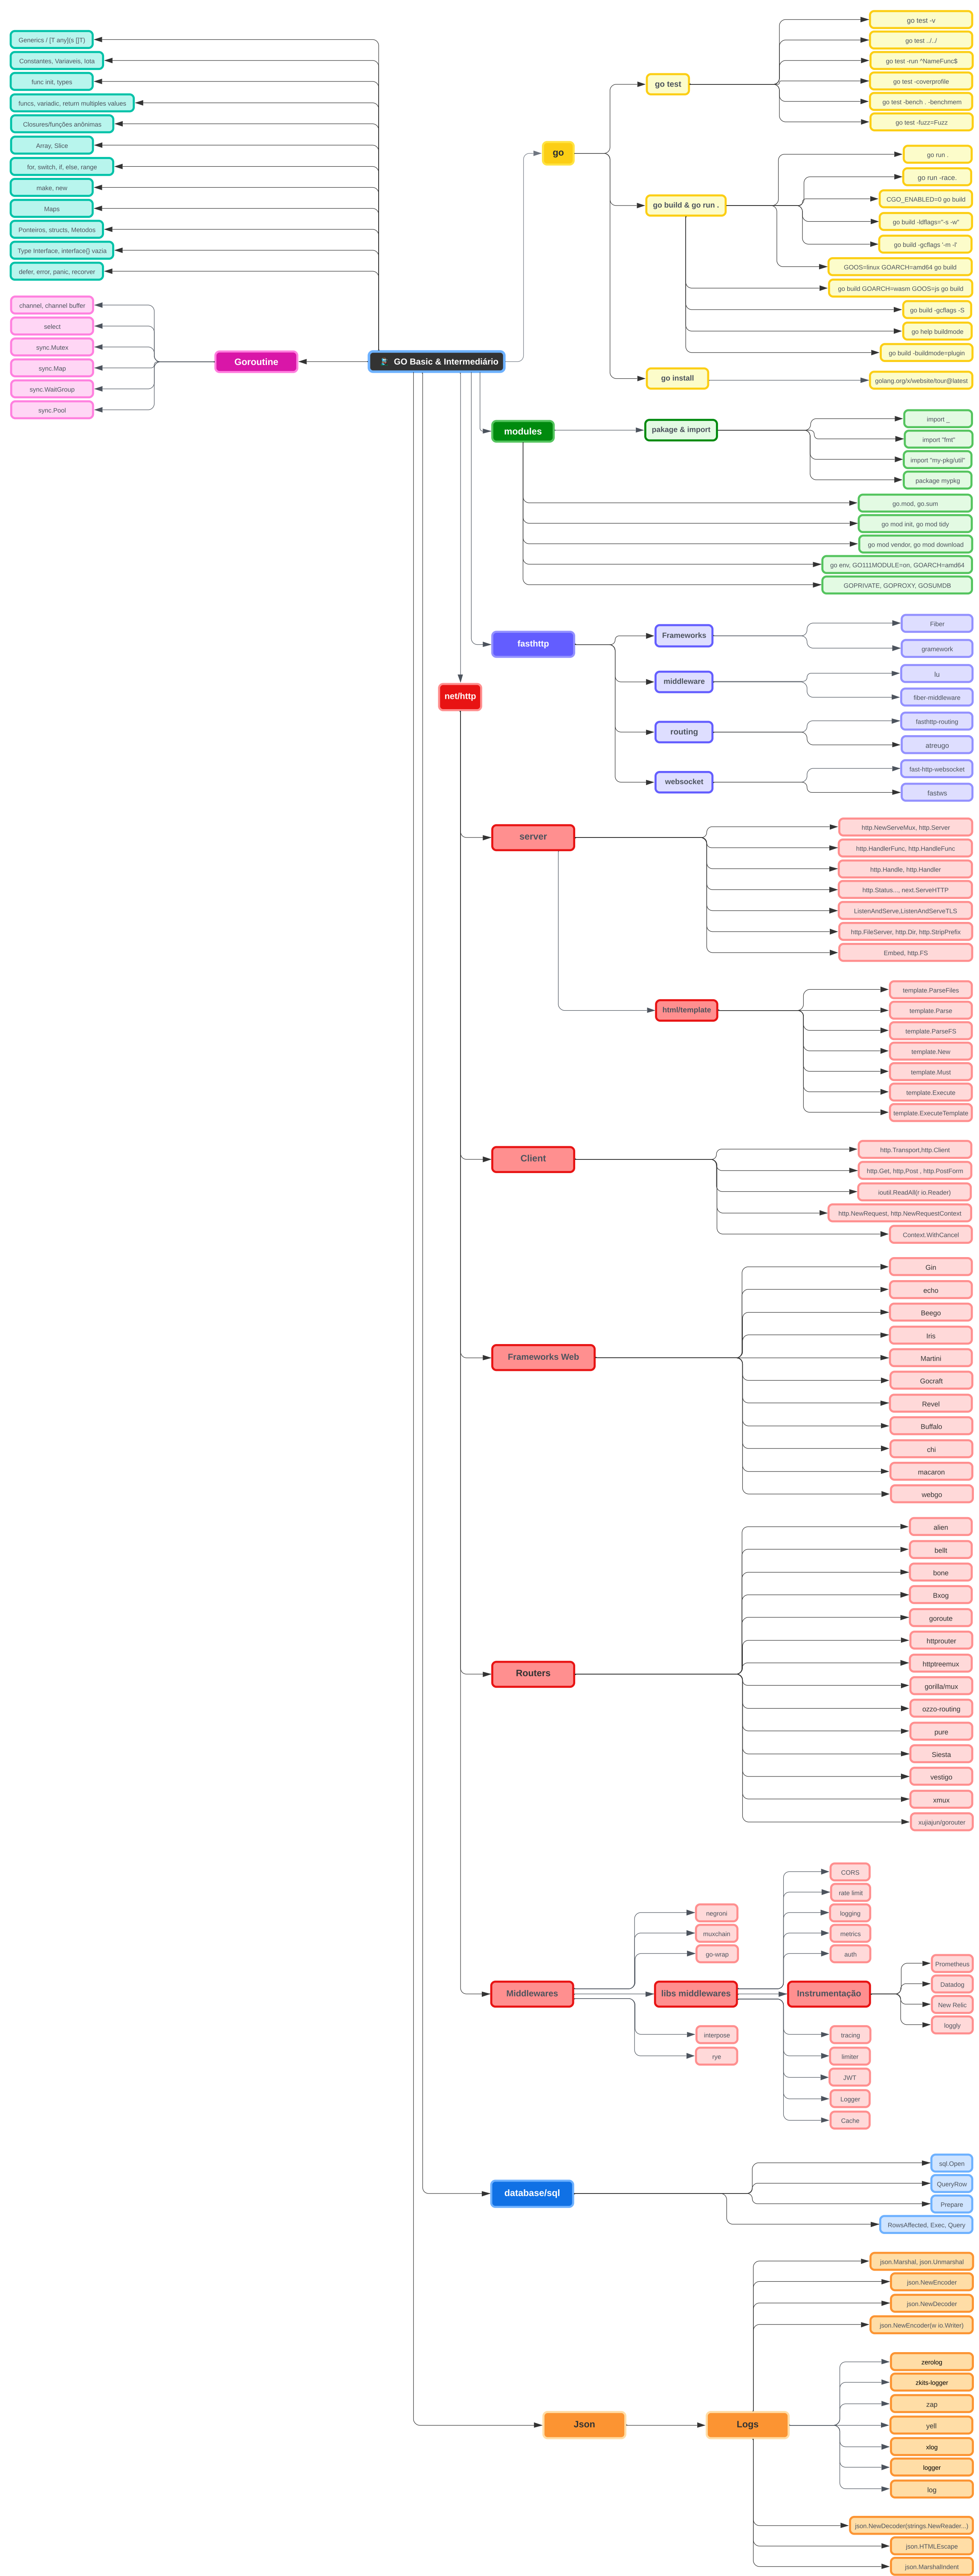 Generics / [T any](s []T)
Constantes, Variaveis, Iota
func init, types
funcs, variadic, return multiples values
Closures/funções anônimas
Array, Slice
for, switch, if, else, range
make, new
Maps
Ponteiros, structs, Metodos
Type Interface, interface{} vazia
defer, error, panic, recorver
channel, channel buffer
select
sync.Mutex
sync.Map
sync.WaitGroup
sync.Pool
Goroutine
GO Basic & Intermediário
go
go test
go test -v
go test ../../
go test -run ^NameFunc$
go test -coverprofile
go test -bench . -benchmem
go test -fuzz=Fuzz
go build & go run .
go run .
go run -race.
CGO_ENABLED=0 go build
go build -ldflags="-s -w"
go build -gcflags '-m -l'
GOOS=linux GOARCH=amd64 go build
go build GOARCH=wasm GOOS=js go build
go build -gcflags -S
go help buildmode
go build -buildmode=plugin
go install
golang.org/x/website/tour@latest
modules
pakage & import
import _
import "fmt"
import "my-pkg/util"
package mypkg
go.mod, go.sum
go mod init, go mod tidy
go mod vendor, go mod download
go env, GO111MODULE=on, GOARCH=amd64
GOPRIVATE, GOPROXY, GOSUMDB
fasthttp
Frameworks
Fiber
gramework
middleware
lu
fiber-middleware
routing
fasthttp-routing
atreugo
websocket
fast-http-websocket
fastws
net/http
server
http.NewServeMux, http.Server
http.HandlerFunc, http.HandleFunc
http.Handle, http.Handler
http.Status..., next.ServeHTTP
ListenAndServe,ListenAndServeTLS
http.FileServer, http.Dir, http.StripPrefix
Embed, http.FS
html/template
template.ParseFiles
template.Parse
template.ParseFS
template.New
template.Must
template.Execute
template.ExecuteTemplate
Client
http.Transport,http.Client
http.Get, http,Post , http.PostForm
ioutil.ReadAll(r io.Reader)
http.NewRequest, http.NewRequestContext
Context.WithCancel
Frameworks Web
Gin
echo
Beego
Iris
Martini
Gocraft
Revel
Buffalo
chi
macaron
webgo
Routers
alien
bellt
bone
Bxog
goroute
httprouter
httptreemux
gorilla/mux
ozzo-routing
pure
Siesta
vestigo
xmux
xujiajun/gorouter
Middlewares
negroni
muxchain
go-wrap
interpose
rye
libs middlewares
CORS
rate limit
logging
metrics
auth
Instrumentação
Prometheus
Datadog
New Relic
loggly
tracing
limiter
JWT
Logger
Cache
database/sql
sql.Open
QueryRow
Prepare
RowsAffected, Exec, Query
Json
Logs
json.Marshal, json.Unmarshal
json.NewEncoder
json.NewDecoder
json.NewEncoder(w io.Writer)
zerolog
zkits-logger
zap
yell
xlog
logger
log
json.NewDecoder(strings.NewReader...)
json.HTMLEscape
json.MarshalIndent